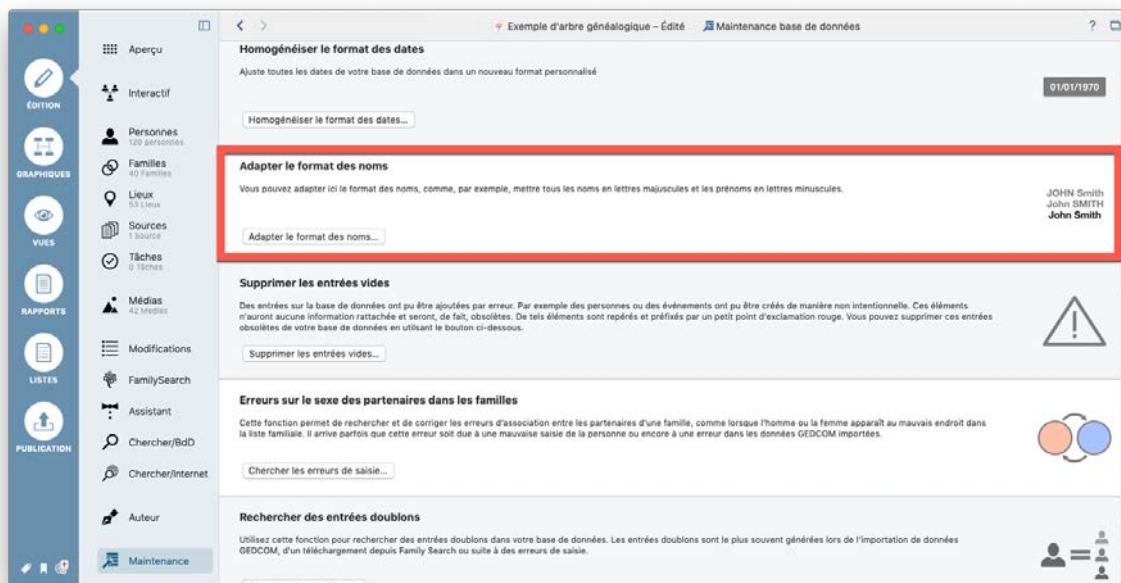 Exemple d'arbre généalogique – Édité
Maintenance base de données
?
ÉDITION
GRAPHIQUES
VUES
RAPPORTS
LISTES
PUBLICATION
Aperçu
Interactif
Personnes
120 personnes
Familles
40 Familles
Lieux
53 Lieux
Sources
1 Source
Tâches
0 Tâches
Médias
42 Médias
Modifications
FamilySearch
Assistant
Chercher/BdD
Chercher/Internet
Auteur
Maintenance
Homogénéiser le format des dates
Ajuste toutes les dates de votre base de données dans un nouveau format personnalisé
01/01/1970
Homogénéiser le format des dates...
Adapter le format des noms
Vous pouvez adapter ici le format des noms, comme, par exemple, mettre tous les noms en lettres majuscules et les prénoms en lettres minuscules.
JOHN Smith
John SMITH
John Smith
Adapter le format des noms...
Supprimer les entrées vides
Des entrées sur la base de données ont pu être ajoutées par erreur. Par exemple des personnes ou des événements ont pu être créés de manière non intentionnelle. Ces éléments
n'auront aucune information rattachée et seront, de fait, obsolètes. De tels éléments sont repérés et préfixés par un petit point d'exclamation rouge. Vous pouvez supprimer ces entrées
obsolètes de votre base de données en utilisant le bouton ci-dessous.
Supprimer les entrées vides...
Erreurs sur le sexe des partenaires dans les familles
Cette fonction permet de rechercher et de corriger les erreurs d'association entre les partenaires d'une famille, comme lorsque l'homme ou la femme apparaît au mauvais endroit dans
la liste familiale. Il arrive parfois que cette erreur soit due à une mauvaise saisie de la personne ou encore à une erreur dans les données GEDCOM importées.
Chercher les erreurs de saisie...
Rechercher des entrées doublons
Utilisez cette fonction pour rechercher des entrées doublons dans votre base de données. Les entrées doublons sont le plus souvent générées lors de l'importation de données
GEDCOM, d'un téléchargement depuis Family Search ou suite à des erreurs de saisie.